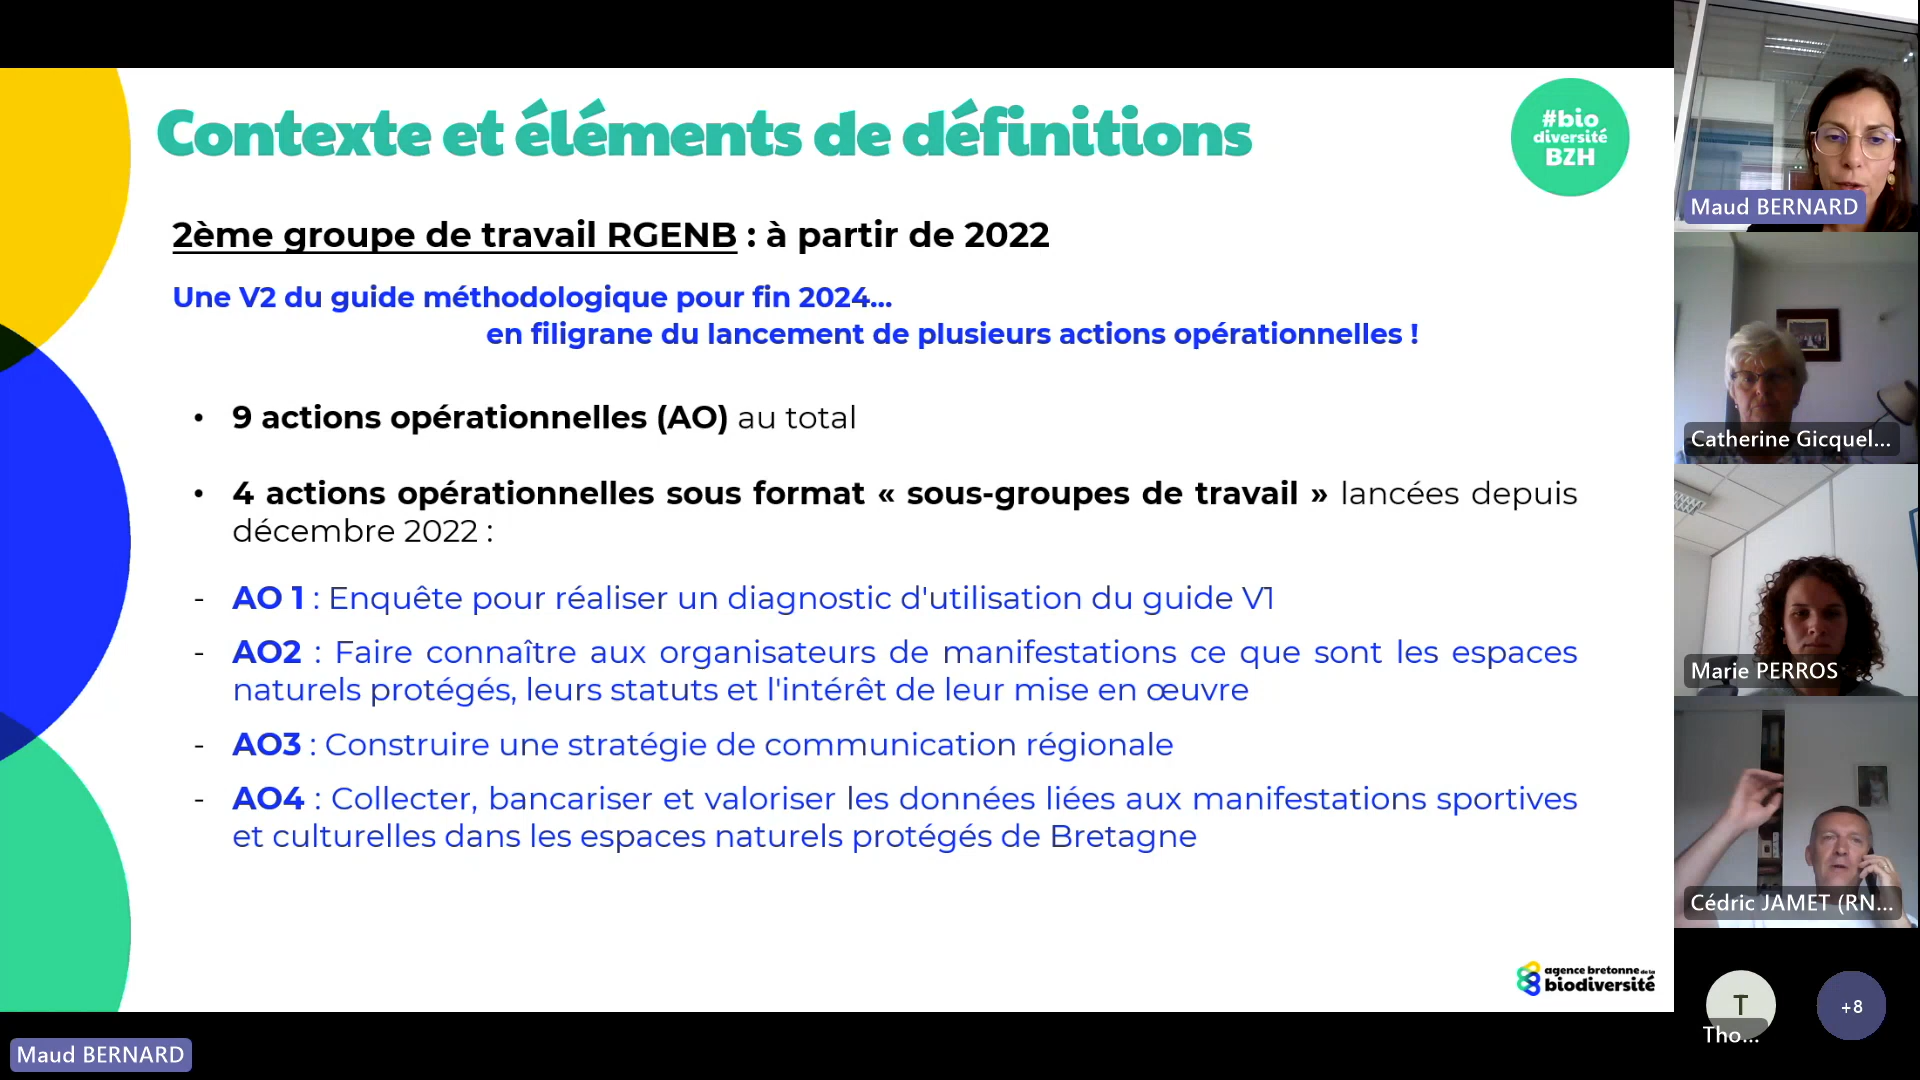 Contexte et éléments de définitions
#bio
diversité
BZH
2ème groupe de travail RGENB : à partir de 2022
Une V2 du guide méthodologique pour fin 2024...
en filigrane du lancement de plusieurs actions opérationnelles !
• 9 actions opérationnelles (AO) au total
• 4 actions opérationnelles sous format « sous-groupes de travail » lancées depuis
décembre 2022 :
- AO 1 : Enquête pour réaliser un diagnostic d'utilisation du guide V1
- AO2 : Faire connaître aux organisateurs de manifestations ce que sont les espaces
naturels protégés, leurs statuts et l'intérêt de leur mise en œuvre
- AO3 : Construire une stratégie de communication régionale
- AO4 : Collecter, bancariser et valoriser les données liées aux manifestations sportives
et culturelles dans les espaces naturels protégés de Bretagne
agence bretonne de la
biodiversité
Maud BERNARD
Maud BERNARD
Catherine Gicquel...
Marie PERROS
Cédric JAMET (RN...
T
Tho...
+8